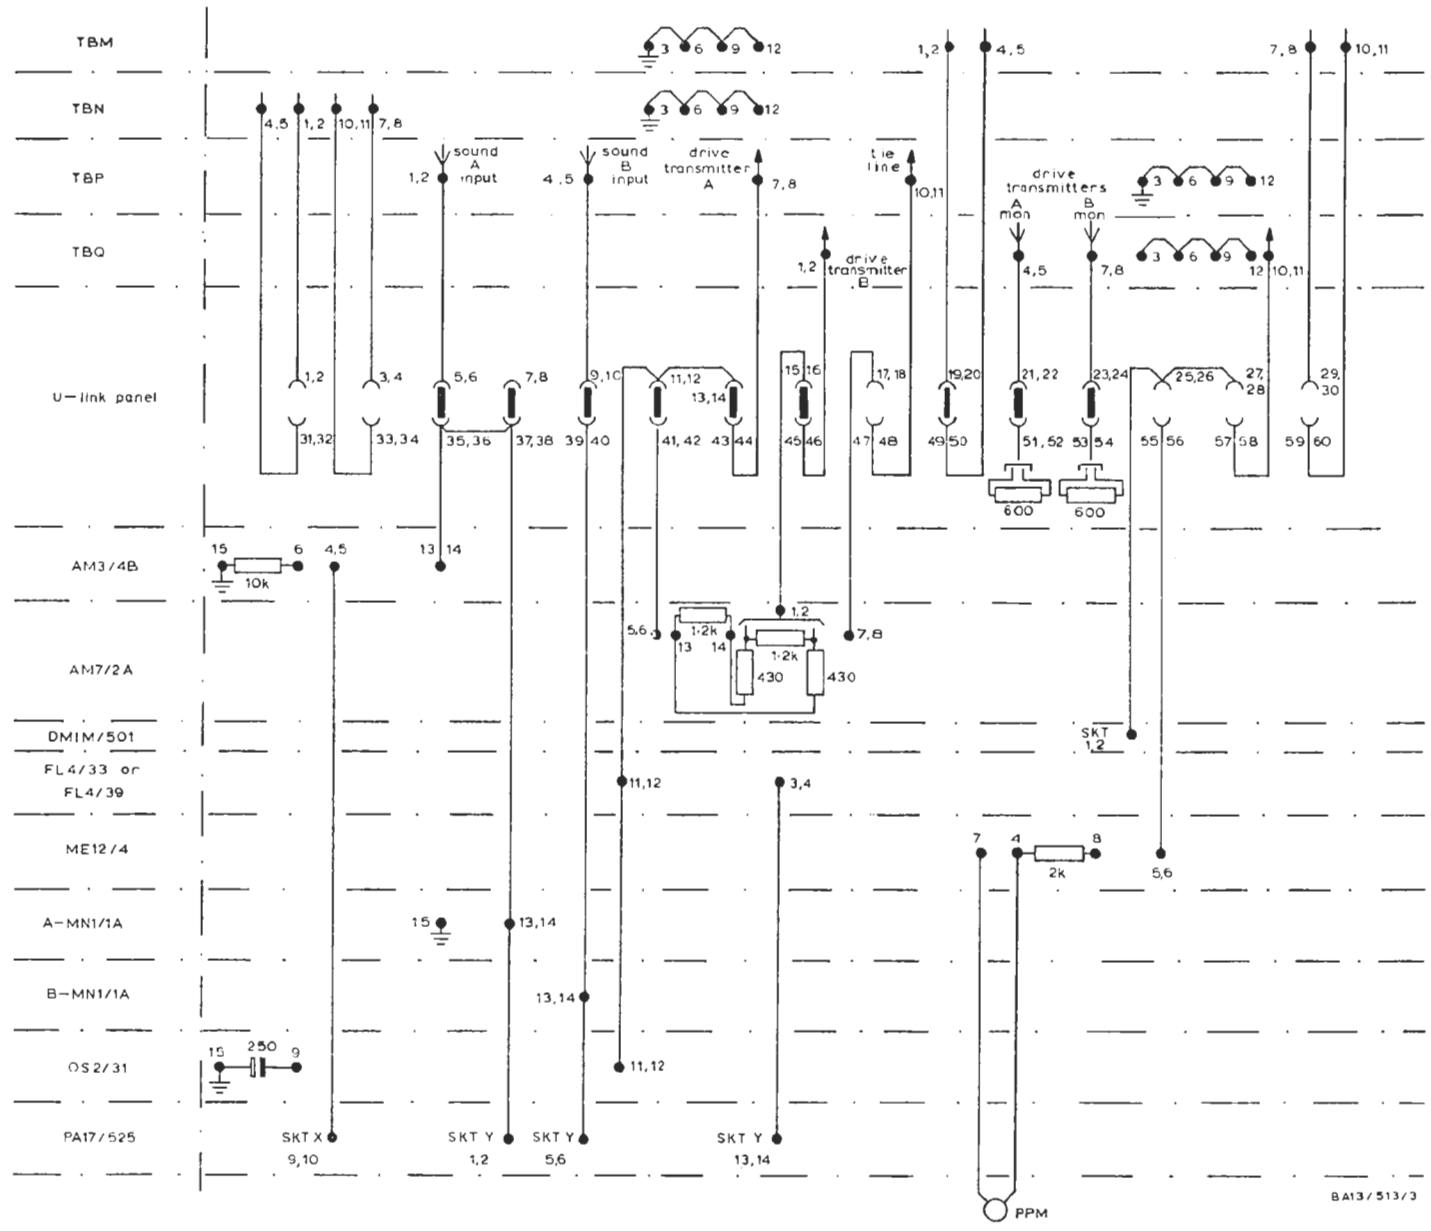 TBM
3 6 9 12
1,2 4,5
7,8 10,11
TBN
4,5 1,2 10,11 7,8
3 6 9 12
TBP
1,2
sound
A
input
4,5
sound
B
input
drive
transmitter
A
7,8
tie
line
10,11
drive
transmitters
A
mon
B
mon
3 6 9 12
TBQ
1,2
drive
transmitter
B
4,5
7,8
3 6 9 12
10,11
U-link panel
1,2 3,4 5,6 7,8 9,10 11,12 13,14 15 16 17,18 19,20 21,22 23,24 25,26 27,
28
29,
30
31,32 33,34 35,36 37,38 39 40 41,42 43 44 45 46 47 48 49 50 51,52 53 54 55 56 57 58 59 60
600 600
AM3/4B
15 6 4,5 13 14
10k
AM7/2A
5,6
1·2k
13 14
1,2
1·2k
430 430
7,8
DM1M/501
SKT
1,2
FL4/33 or
FL4/39
11,12 3,4
ME12/4
7 4 8
2k
5,6
A-MN1/1A
15 13,14
B-MN1/1A
13,14
OS2/31
15 250 9
11,12
PA17/525
SKT X
9,10
SKT Y
1,2
SKT Y
5,6
SKT Y
13,14
PPM
BA13/513/3